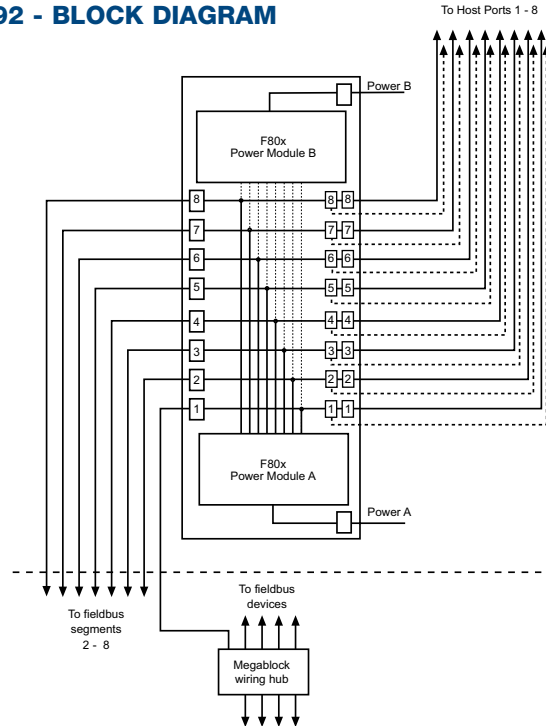 92 - BLOCK DIAGRAM
To Host Ports 1 - 8
Power B
F80x
Power Module B
8 8 8
7 7 7
6 6 6
5 5 5
4 4 4
3 3 3
2 2 2
1 1 1
F80x
Power Module A
Power A
To fieldbus
segments
2 - 8
To fieldbus
devices
Megablock
wiring hub